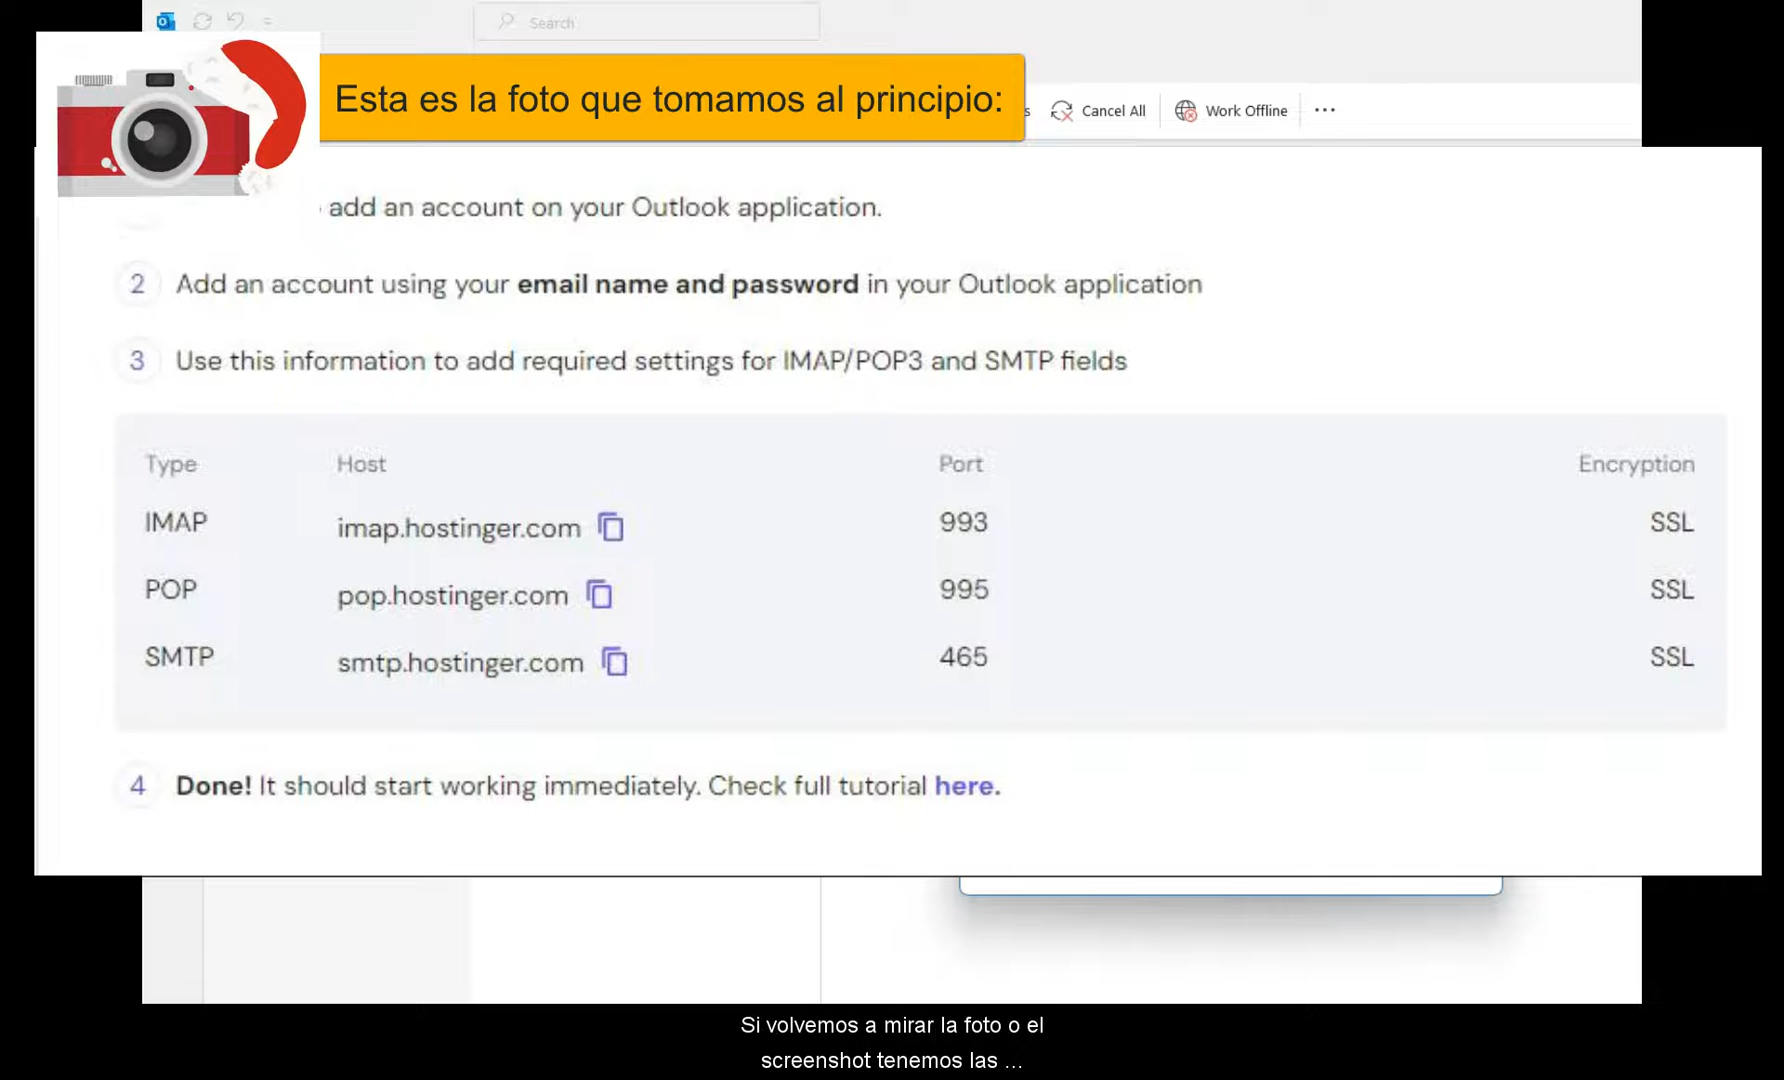 Search
Esta es la foto que tomamos al principio:
s Cancel All Work Offline ...
add an account on your Outlook application.
2 Add an account using your email name and password in your Outlook application
3 Use this information to add required settings for IMAP/POP3 and SMTP fields
Type Host Port Encryption
IMAP imap.hostinger.com 993 SSL
POP pop.hostinger.com 995 SSL
SMTP smtp.hostinger.com 465 SSL
4 Done! It should start working immediately. Check full tutorial here.
Si volvemos a mirar la foto o el
screenshot tenemos las ...